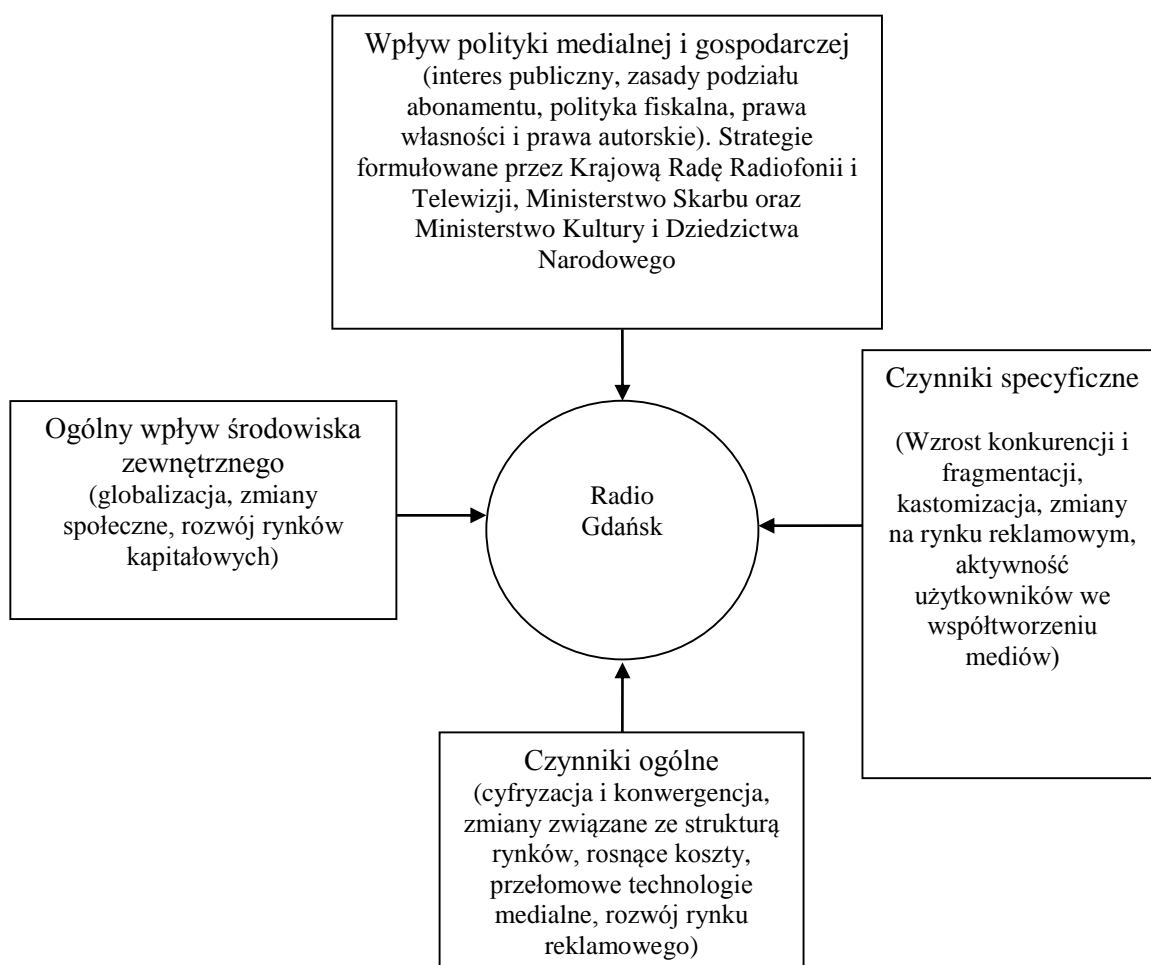 Wpływ polityki medialnej i gospodarczej
(interes publiczny, zasady podziału
abonamentu, polityka fiskalna, prawa
własności i prawa autorskie). Strategie
formułowane przez Krajową Radę Radiofonii i
Telewizji, Ministerstwo Skarbu oraz
Ministerstwo Kultury i Dziedzictwa
Narodowego
Ogólny wpływ środowiska
zewnętrznego
(globalizacja, zmiany
społeczne, rozwój rynków
kapitałowych)
Radio
Gdańsk
Czynniki specyficzne
(Wzrost konkurencji i
fragmentacji,
kastomizacja, zmiany
na rynku reklamowym,
aktywność
użytkowników we
współtworzeniu
mediów)
Czynniki ogólne
(cyfryzacja i konwergencja,
zmiany związane ze strukturą
rynków, rosnące koszty,
przełomowe technologie
medialne, rozwój rynku
reklamowego)